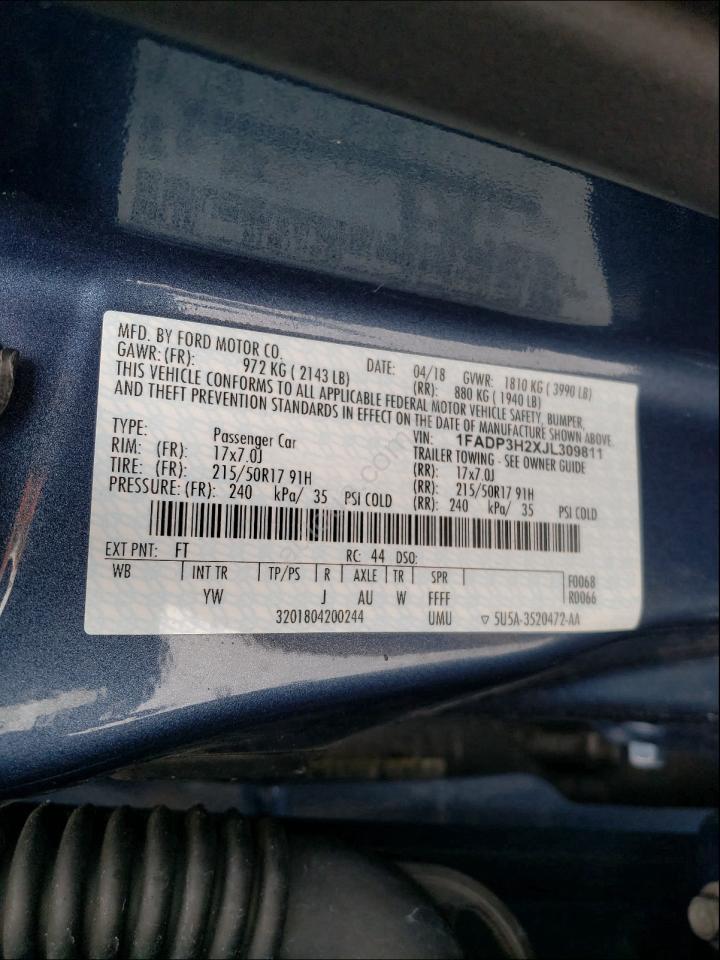 MFD. BY FORD MOTOR CO. DATE: 04/18 GVWR: 1810 KG ( 3990 LB)
GAWR: (FR): 972 KG ( 2143 LB) (RR): 880 KG ( 1940 LB)
THIS VEHICLE CONFORMS TO ALL APPLICABLE FEDERAL MOTOR VEHICLE SAFETY, BUMPER,
AND THEFT PREVENTION STANDARDS IN EFFECT ON THE DATE OF MANUFACTURE SHOWN ABOVE.
VIN: 1FADP3H2XJL309811
TYPE: Passenger Car TRAILER TOWING - SEE OWNER GUIDE
RIM: (FR): 17x7.0J (RR): 17x7.0J
TIRE: (FR): 215/50R17 91H (RR): 215/50R17 91H
PRESSURE: (FR): 240 kPa/ 35 PSI COLD (RR): 240 kPa/ 35 PSI COLD
EXT PNT: FT RC: 44 DSO:
WB INT TR TP/PS R AXLE TR SPR F0068
YW J AU W FFFF R0066
3201804200244 UMU ▽ 5U5A-3520472-AA